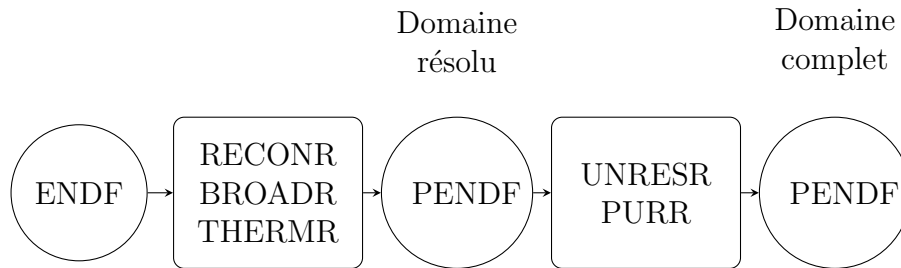 Domaine
résolu
Domaine
complet
ENDF
RECONR
BROADR
THERMR
PENDF
UNRESR
PURR
PENDF